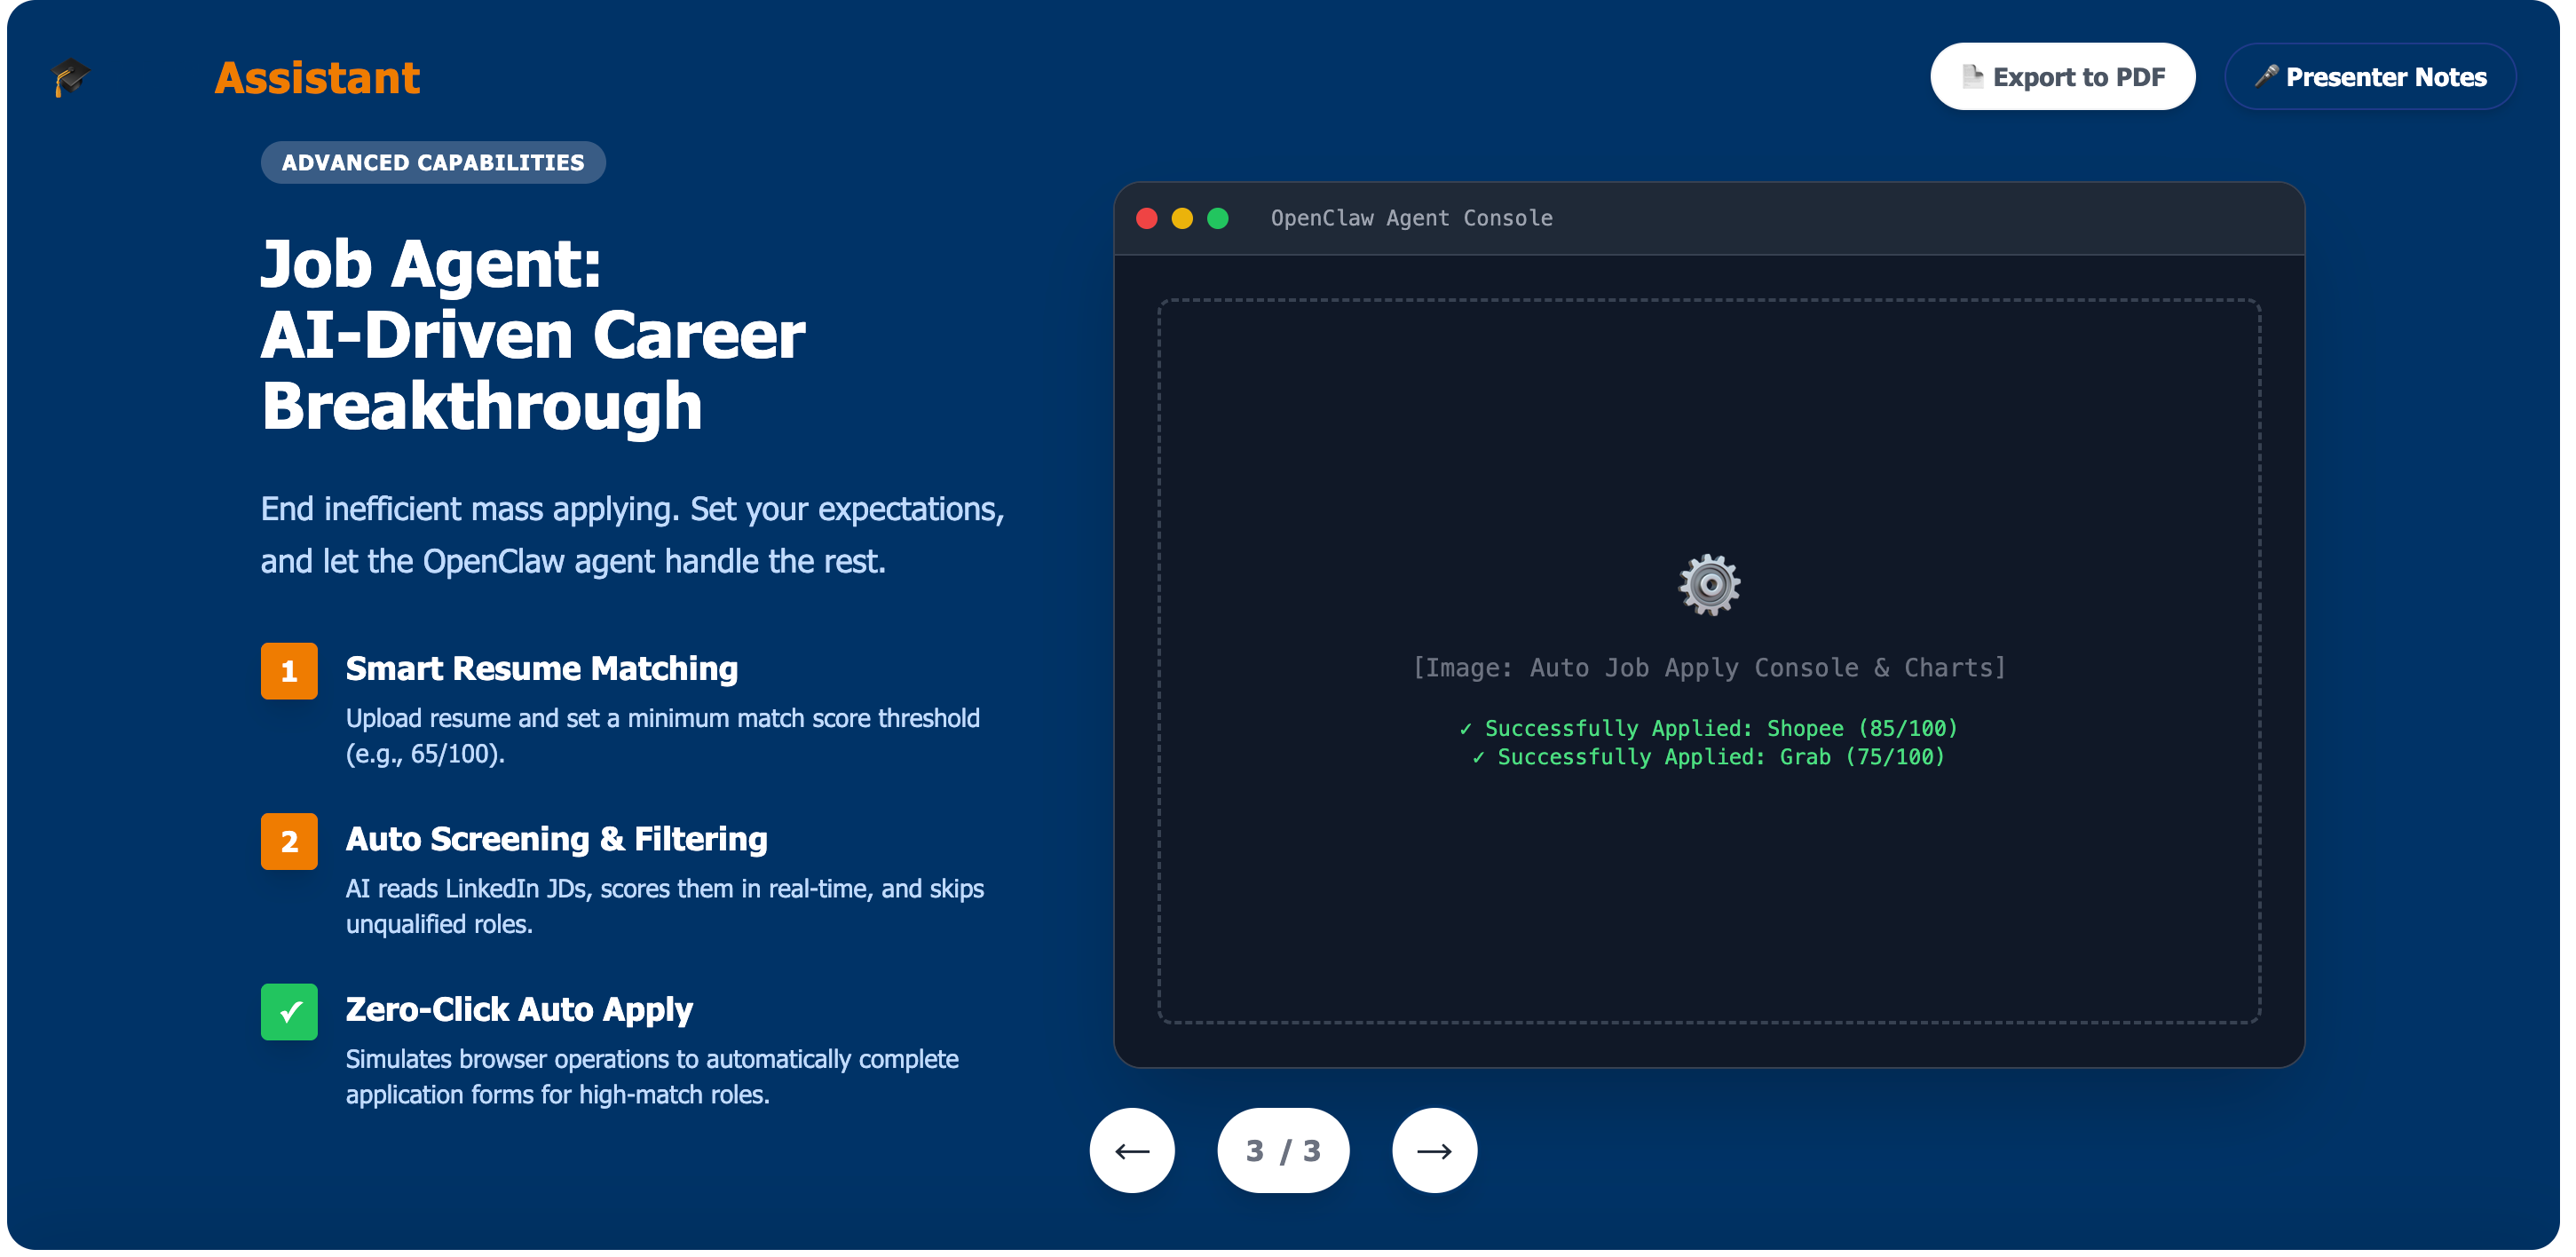 Assistant
Export to PDF
Presenter Notes
ADVANCED CAPABILITIES
Job Agent:
AI-Driven Career
Breakthrough
End inefficient mass applying. Set your expectations,
and let the OpenClaw agent handle the rest.
1
Smart Resume Matching
Upload resume and set a minimum match score threshold
(e.g., 65/100).
2
Auto Screening & Filtering
AI reads LinkedIn JDs, scores them in real-time, and skips
unqualified roles.
✓
Zero-Click Auto Apply
Simulates browser operations to automatically complete
application forms for high-match roles.
OpenClaw Agent Console
[Image: Auto Job Apply Console & Charts]
✓ Successfully Applied: Shopee (85/100)
✓ Successfully Applied: Grab (75/100)
←
3 / 3
→